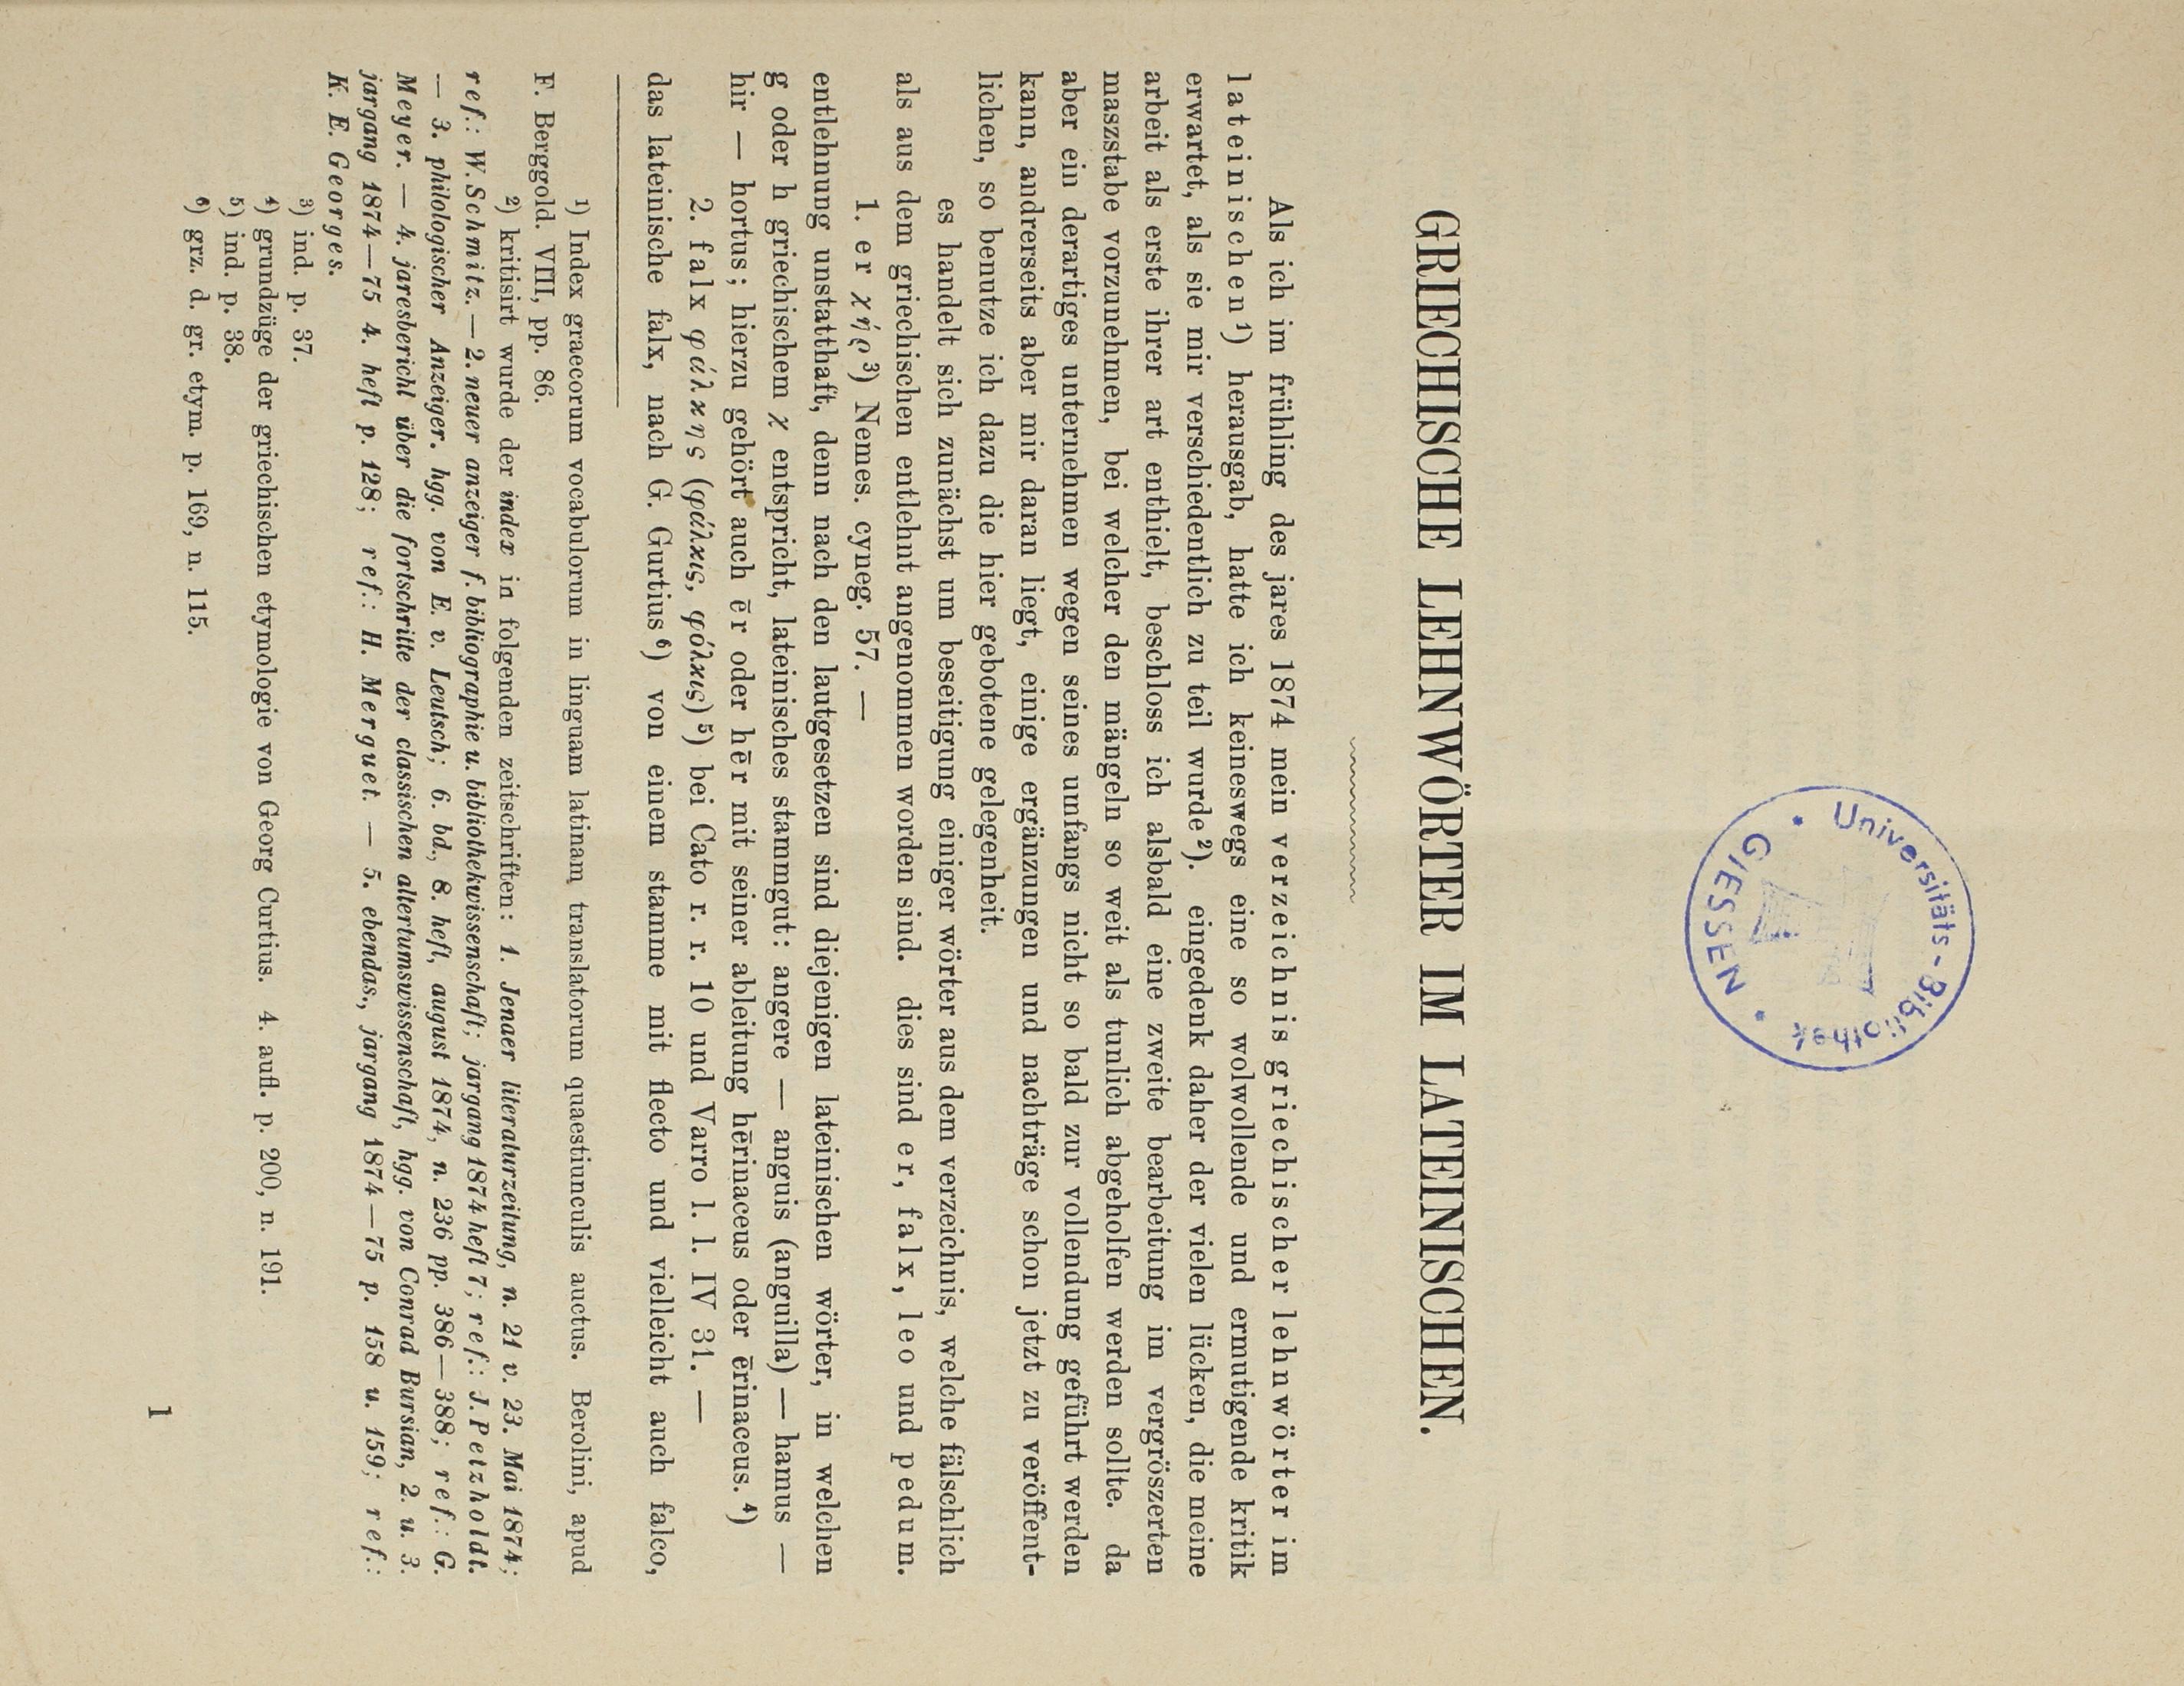 Universitäts-Bibliothek
GIESSEN
GRIECHISCHE LEHNWÖRTER IM LATEINISCHEN.
Als ich im frühling des jares 1874 mein verzeichnis griechischer lehnwörter im
lateinischen¹) herausgab, hatte ich keineswegs eine so wolwollende und ermutigende kritik
erwartet, als sie mir verschiedentlich zu teil wurde²). eingedenk daher der vielen lücken, die meine
arbeit als erste ihrer art enthielt, beschloss ich alsbald eine zweite bearbeitung im vergröszerten
maszstabe vorzunehmen, bei welcher den mängeln so weit als tunlich abgeholfen werden sollte. da
aber ein derartiges unternehmen wegen seines umfangs nicht so bald zur vollendung geführt werden
kann, andrerseits aber mir daran liegt, einige ergänzungen und nachträge schon jetzt zu veröffent-
lichen, so benutze ich dazu die hier gebotene gelegenheit.
es handelt sich zunächst um beseitigung einiger wörter aus dem verzeichnis, welche fälschlich
als aus dem griechischen entlehnt angenommen worden sind. dies sind er, falx, leo und pedum.
1. er χήρ³) Nemes. cyneg. 57. —
entlehnung unstatthaft, denn nach den lautgesetzen sind diejenigen lateinischen wörter, in welchen
g oder h griechischem χ entspricht, lateinisches stammgut: angere — anguis (anguilla) — hamus —
hir — hortus; hierzu gehört auch ēr oder hēr mit seiner ableitung hērinaceus oder ērinaceus.⁴)
2. falx φάλκης (φάλκις, φόλκις)⁵) bei Cato r. r. 10 und Varro l. l. IV 31. —
das lateinische falx, nach G. Gurtius⁶) von einem stamme mit flecto und vielleicht auch falco,
¹) Index graecorum vocabulorum in linguam latinam translatorum quaestiunculis auctus. Berolini, apud
F. Berggold. VIII, pp. 86.
²) kritisirt wurde der index in folgenden zeitschriften: 1. Jenaer literaturzeitung, n. 21 v. 23. Mai 1874;
ref.: W. Schmitz. — 2. neuer anzeiger f. bibliographie u. bibliothekwissenschaft; jargang 1874 heft 7; ref.: J. Petzholdt.
— 3. philologischer Anzeiger. hgg. von E. v. Leutsch; 6. bd., 8. heft, august 1874, n. 236 pp. 386—388; ref.: G.
Meyer. — 4. jaresbericht über die fortschritte der classischen altertumswissenschaft, hgg. von Conrad Bursian, 2. u. 3.
jargang 1874—75 4. heft p. 128; ref.: H. Merguet. — 5. ebendas., jargang 1874—75 p. 158 u. 159; ref.:
K. E. Georges.
³) ind. p. 37.
⁴) grundzüge der griechischen etymologie von Georg Curtius. 4. aufl. p. 200, n. 191.
⁵) ind. p. 38.
⁶) grz. d. gr. etym. p. 169, n. 115.
1